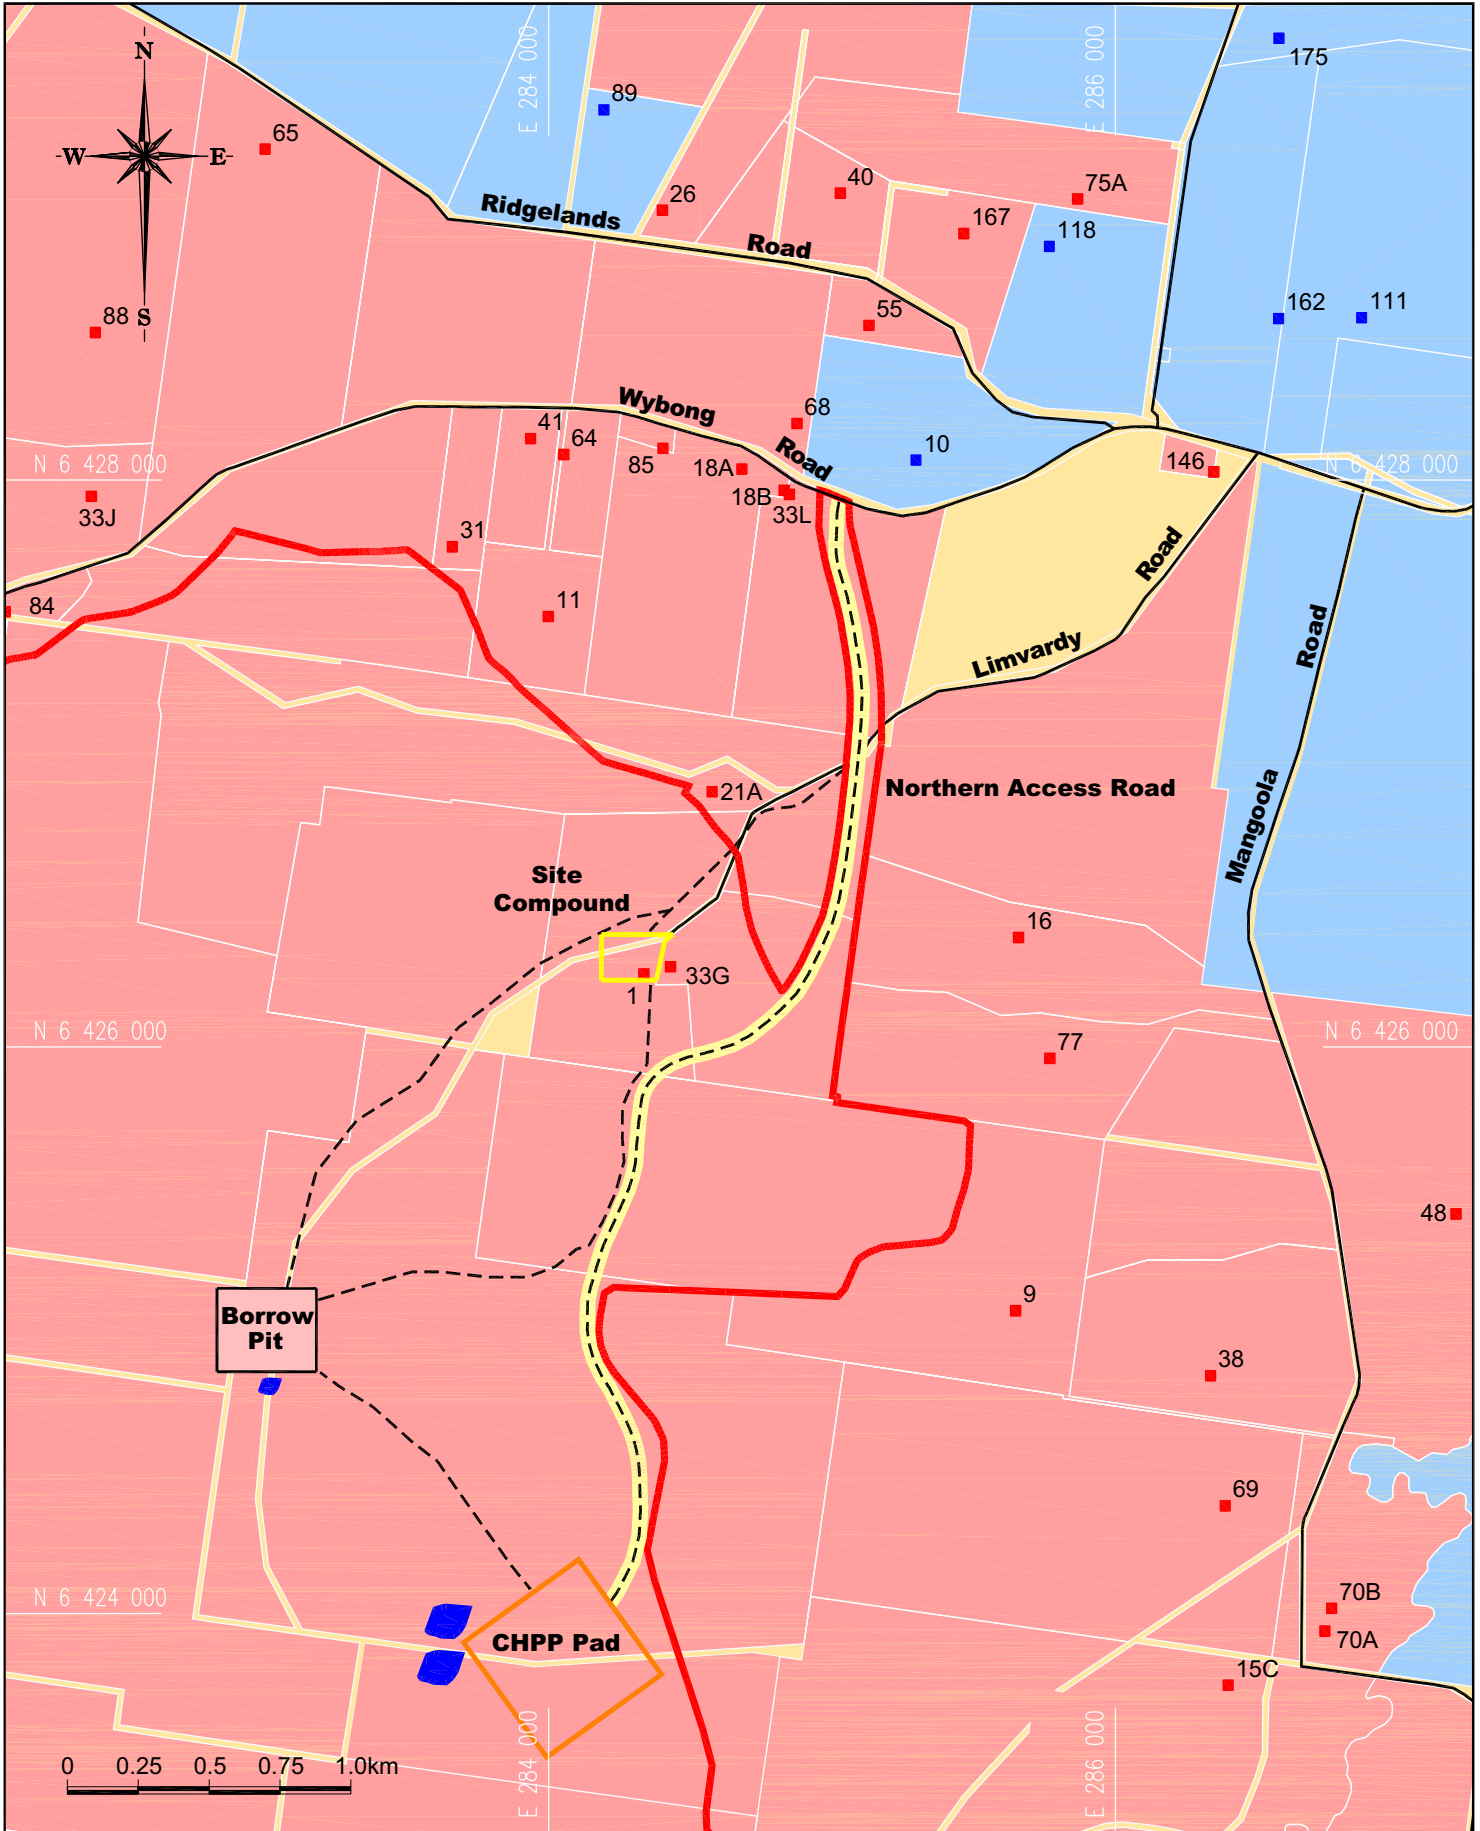 N
W
E
S
E 284 000
E 286 000
175
89
65
26
40
75A
167
118
Ridgelands
Road
88
55
162
111
Wybong
Road
68
10
41
64
85
18A
18B
33L
146
N 6 428 000
N 6 428 000
33J
31
11
84
Road
Limvardy
Road
Mangoola
21A
Northern Access Road
Site
Compound
16
33G
1
N 6 426 000
N 6 426 000
77
48
9
Borrow
Pit
38
69
N 6 424 000
70B
70A
CHPP Pad
15C
E 284 000
E 286 000
0 0.25 0.5 0.75 1.0km